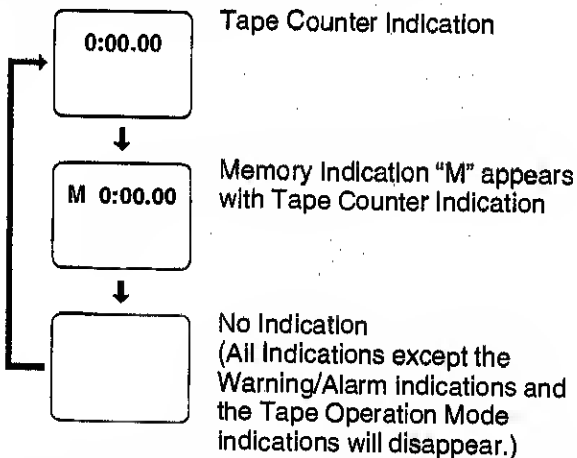 0:00.00
Tape Counter Indication
M 0:00.00
Memory Indication "M" appears
with Tape Counter Indication
No Indication
(All Indications except the
Warning/Alarm indications and
the Tape Operation Mode
indications will disappear.)